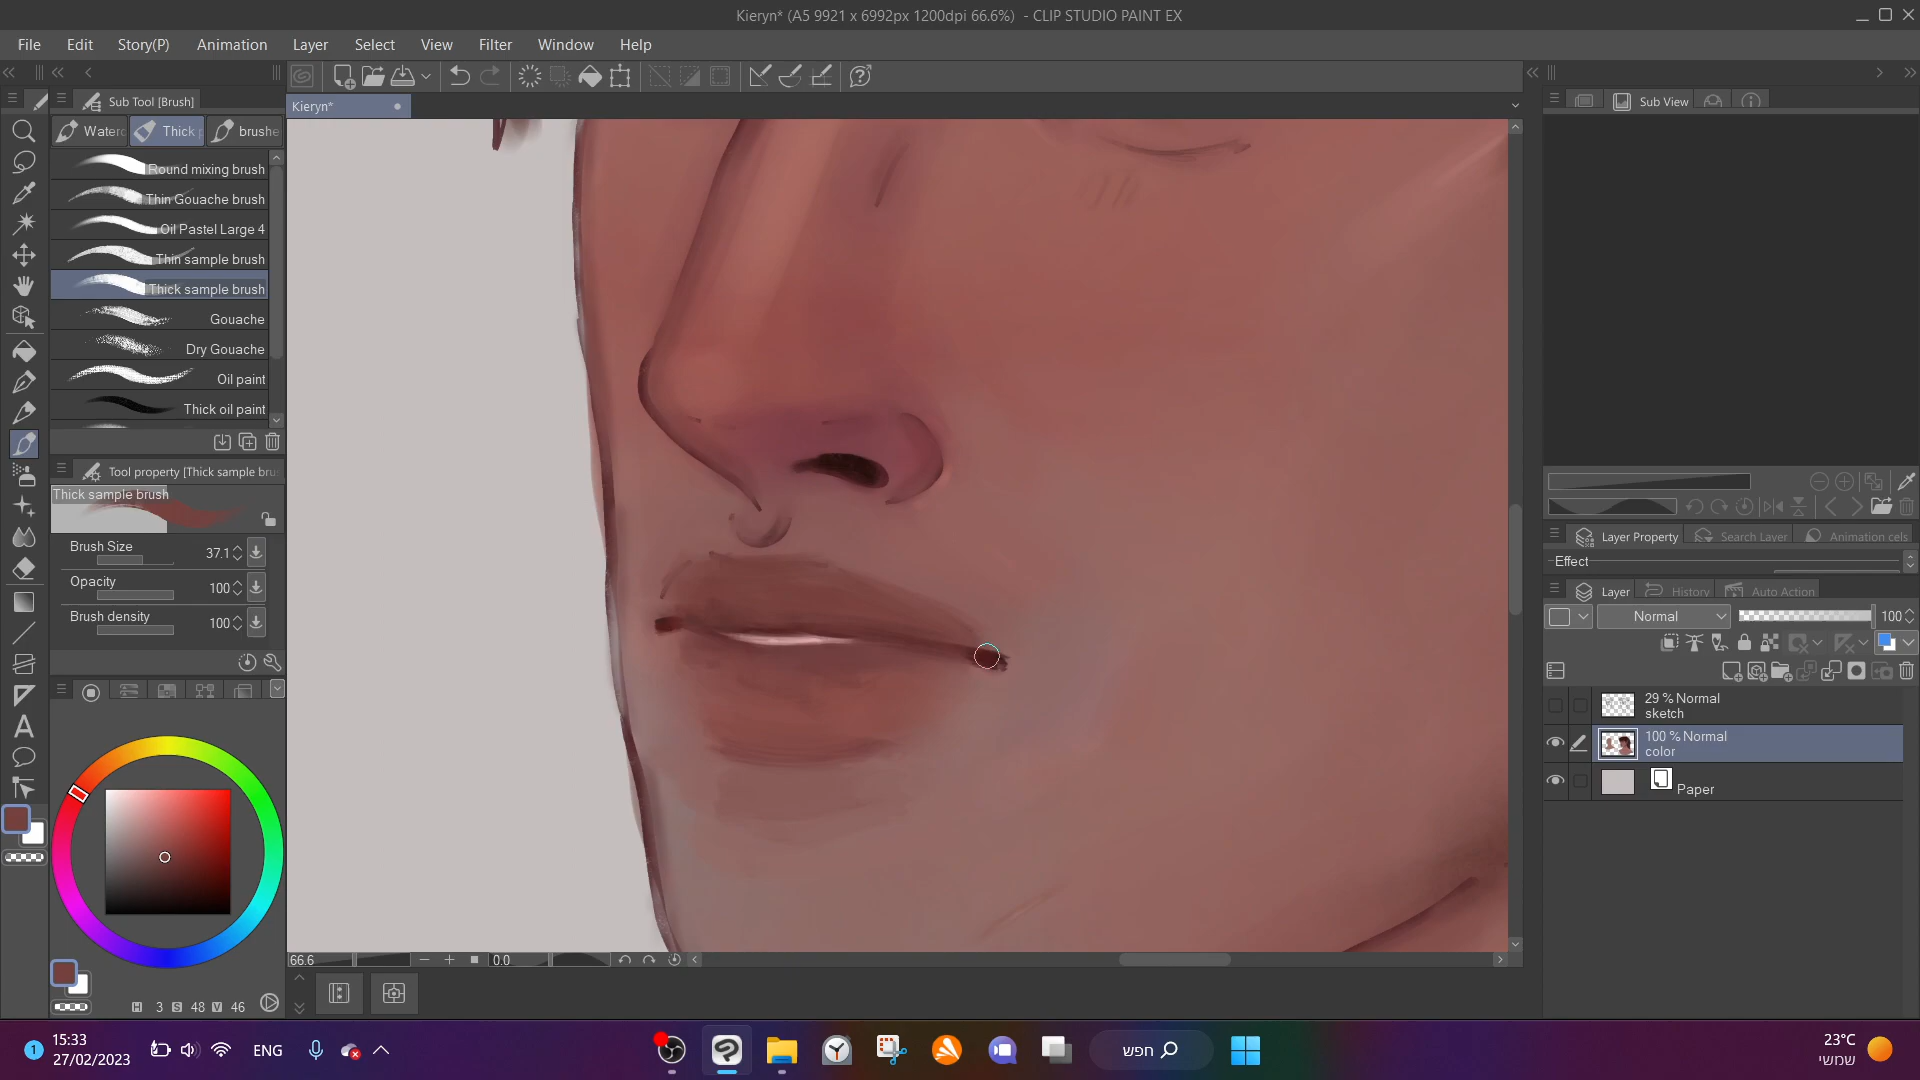 Kieryn* (A5 9921 x 6992px 1200dpi 66.6%) - CLIP STUDIO PAINT EX
File Edit Story(P) Animation Layer Select View Filter Window Help
Sub Tool [Brush]
Kieryn*
Sub View
Waterc
Thick p
brushe
Round mixing brush
Thin Gouache brush
Oil Pastel Large 4
Thin sample brush
Thick sample brush
Gouache
Dry Gouache
Oil paint
Thick oil paint
Tool property [Thick sample brus
Thick sample brush
Brush Size 37.1
Opacity 100
Brush density 100
H 3 S 48 V 46
66.6 0.0
Layer Property Search Layer Animation cels
Effect
Layer History Auto Action
Normal 100
29 % Normal
sketch
100 % Normal
color
Paper
1
15:33
27/02/2023
ENG
חפש
23°C
שמשי